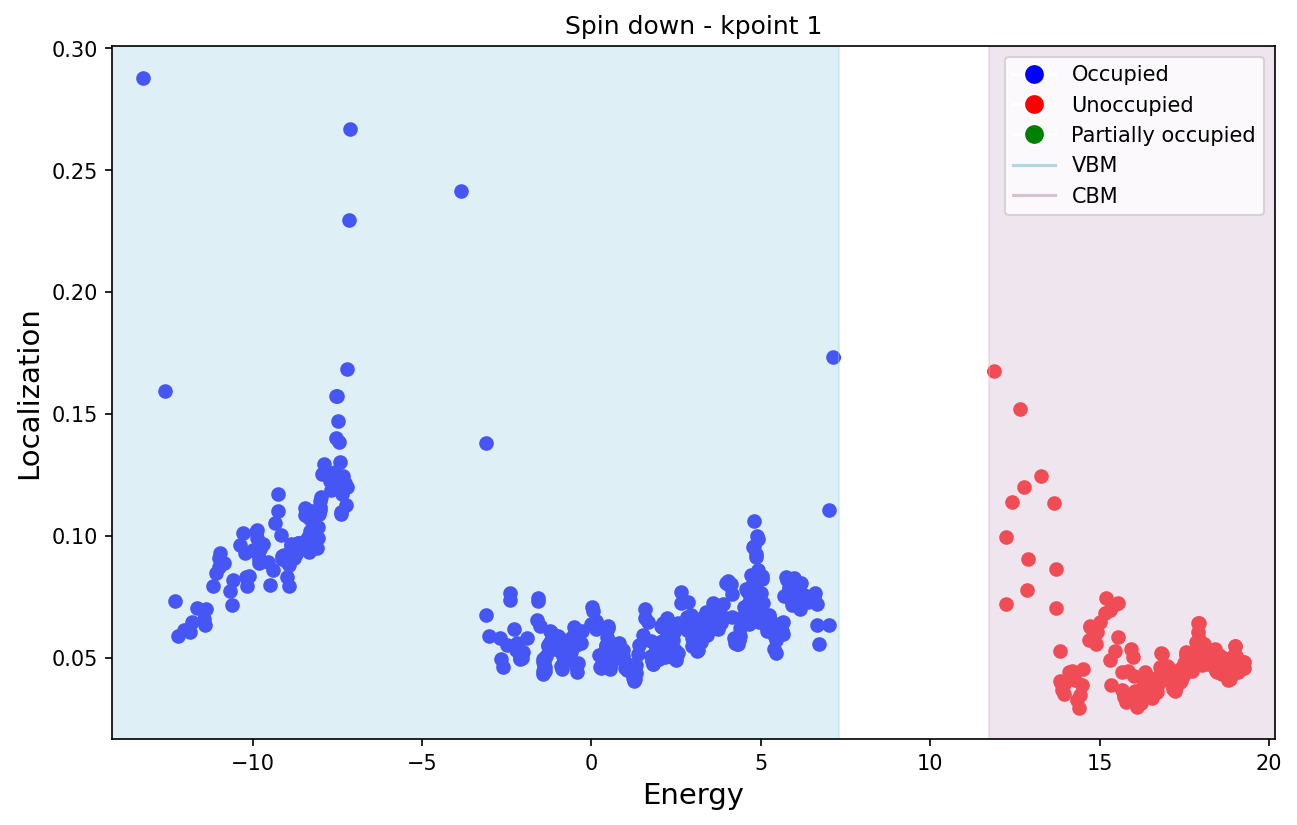 Spin down - kpoint 1
0.30
0.25
0.20
0.15
0.10
0.05
Localization
−10
−5
0
5
10
15
20
Energy
Occupied
Unoccupied
Partially occupied
VBM
CBM